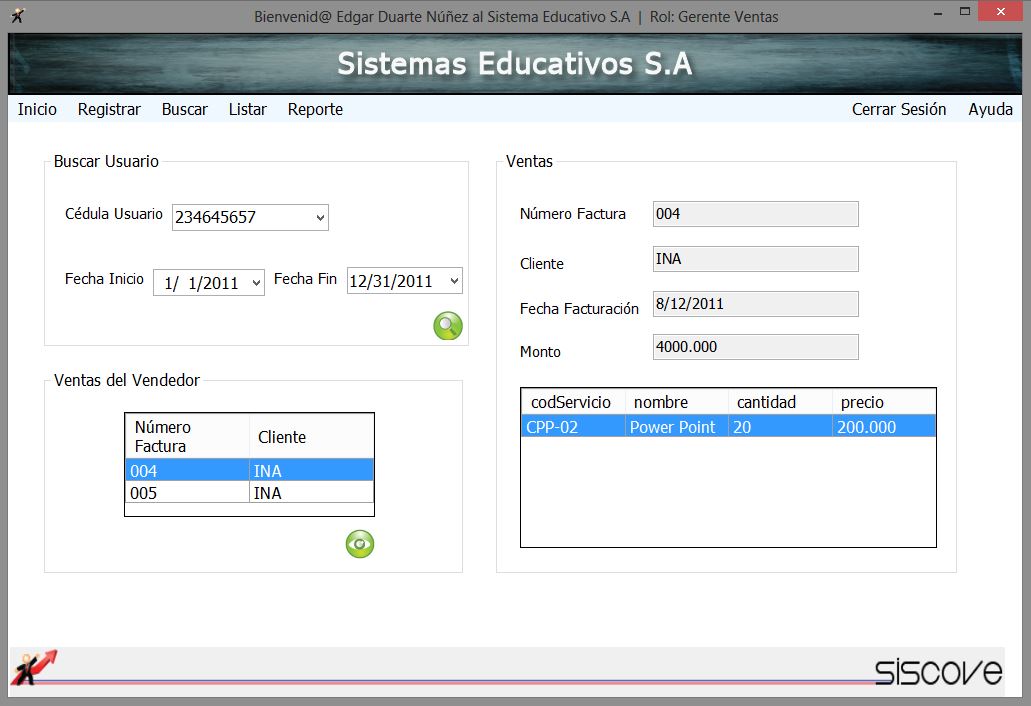 Bienvenid@ Edgar Duarte Núñez al Sistema Educativo S.A | Rol: Gerente Ventas
Sistemas Educativos S.A
Inicio Registrar Buscar Listar Reporte Cerrar Sesión Ayuda
Buscar Usuario
Cédula Usuario 234645657
Fecha Inicio 1/ 1/2011 Fecha Fin 12/31/2011
Ventas del Vendedor
Número Factura Cliente
004 INA
005 INA
Ventas
Número Factura 004
Cliente INA
Fecha Facturación 8/12/2011
Monto 4000.000
codServicio nombre cantidad precio
CPP-02 Power Point 20 200.000
siscove